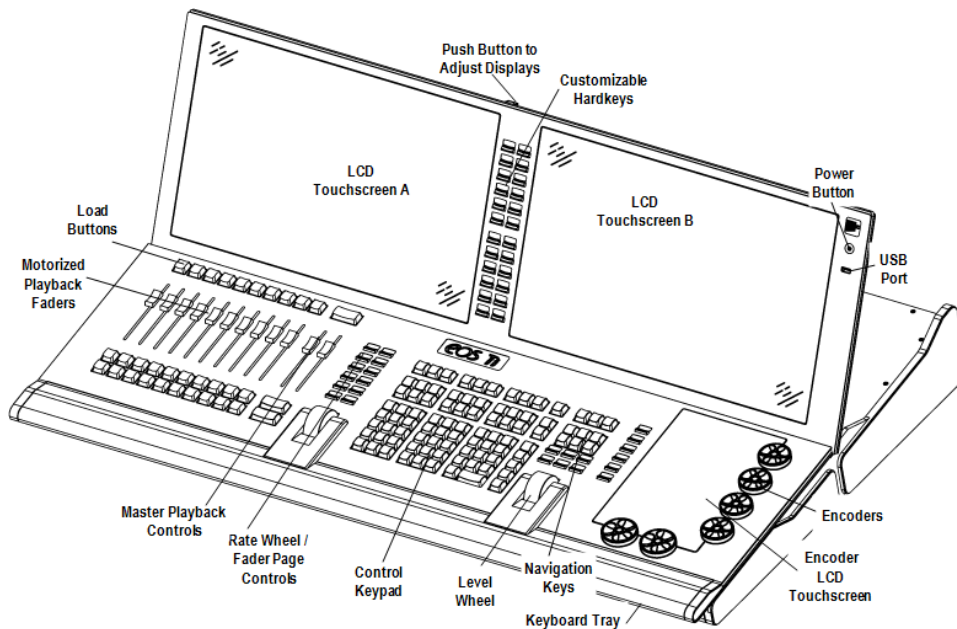 Push Button to
Adjust Displays
Customizable
Hardkeys
LCD
Touchscreen A
LCD
Touchscreen B
Power
Button
USB
Port
Load
Buttons
Motorized
Playback
Faders
eos Ti
Master Playback
Controls
Rate Wheel /
Fader Page
Controls
Control
Keypad
Level
Wheel
Navigation
Keys
Keyboard Tray
Encoders
Encoder
LCD
Touchscreen